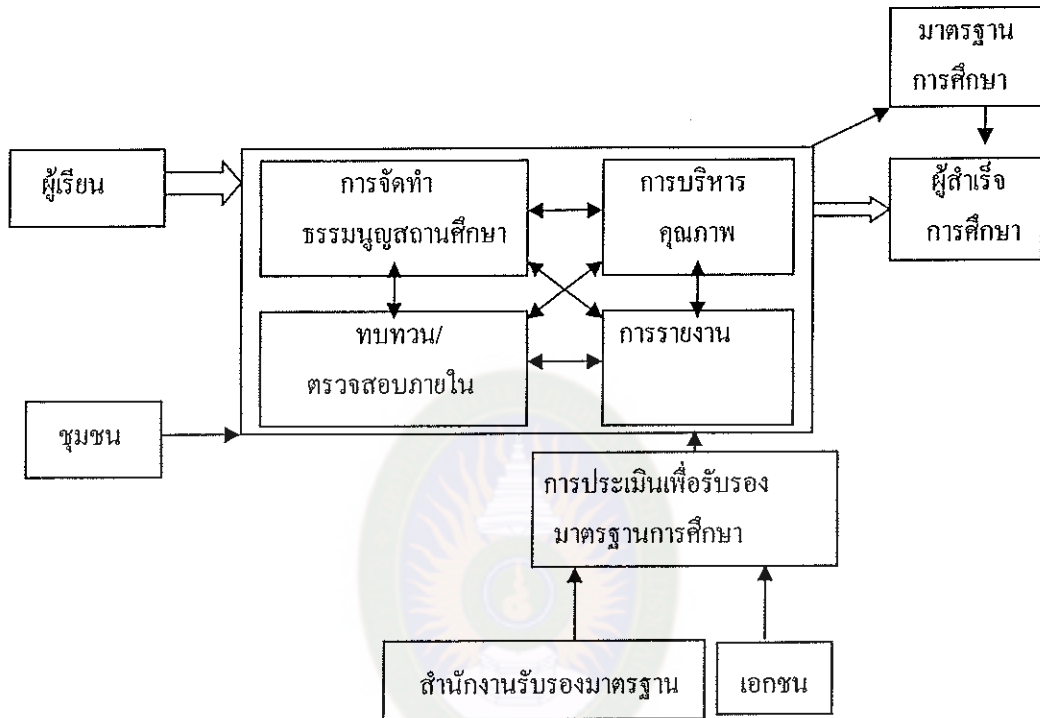 มาตรฐาน
การศึกษา
ผู้เรียน
การจัดทำ
ธรรมนูญสถานศึกษา
การบริหาร
คุณภาพ
ผู้สำเร็จ
การศึกษา
ทบทวน/
ตรวจสอบภายใน
การรายงาน
ชุมชน
การประเมินเพื่อรับรอง
มาตรฐานการศึกษา
สำนักงานรับรองมาตรฐาน
เอกชน